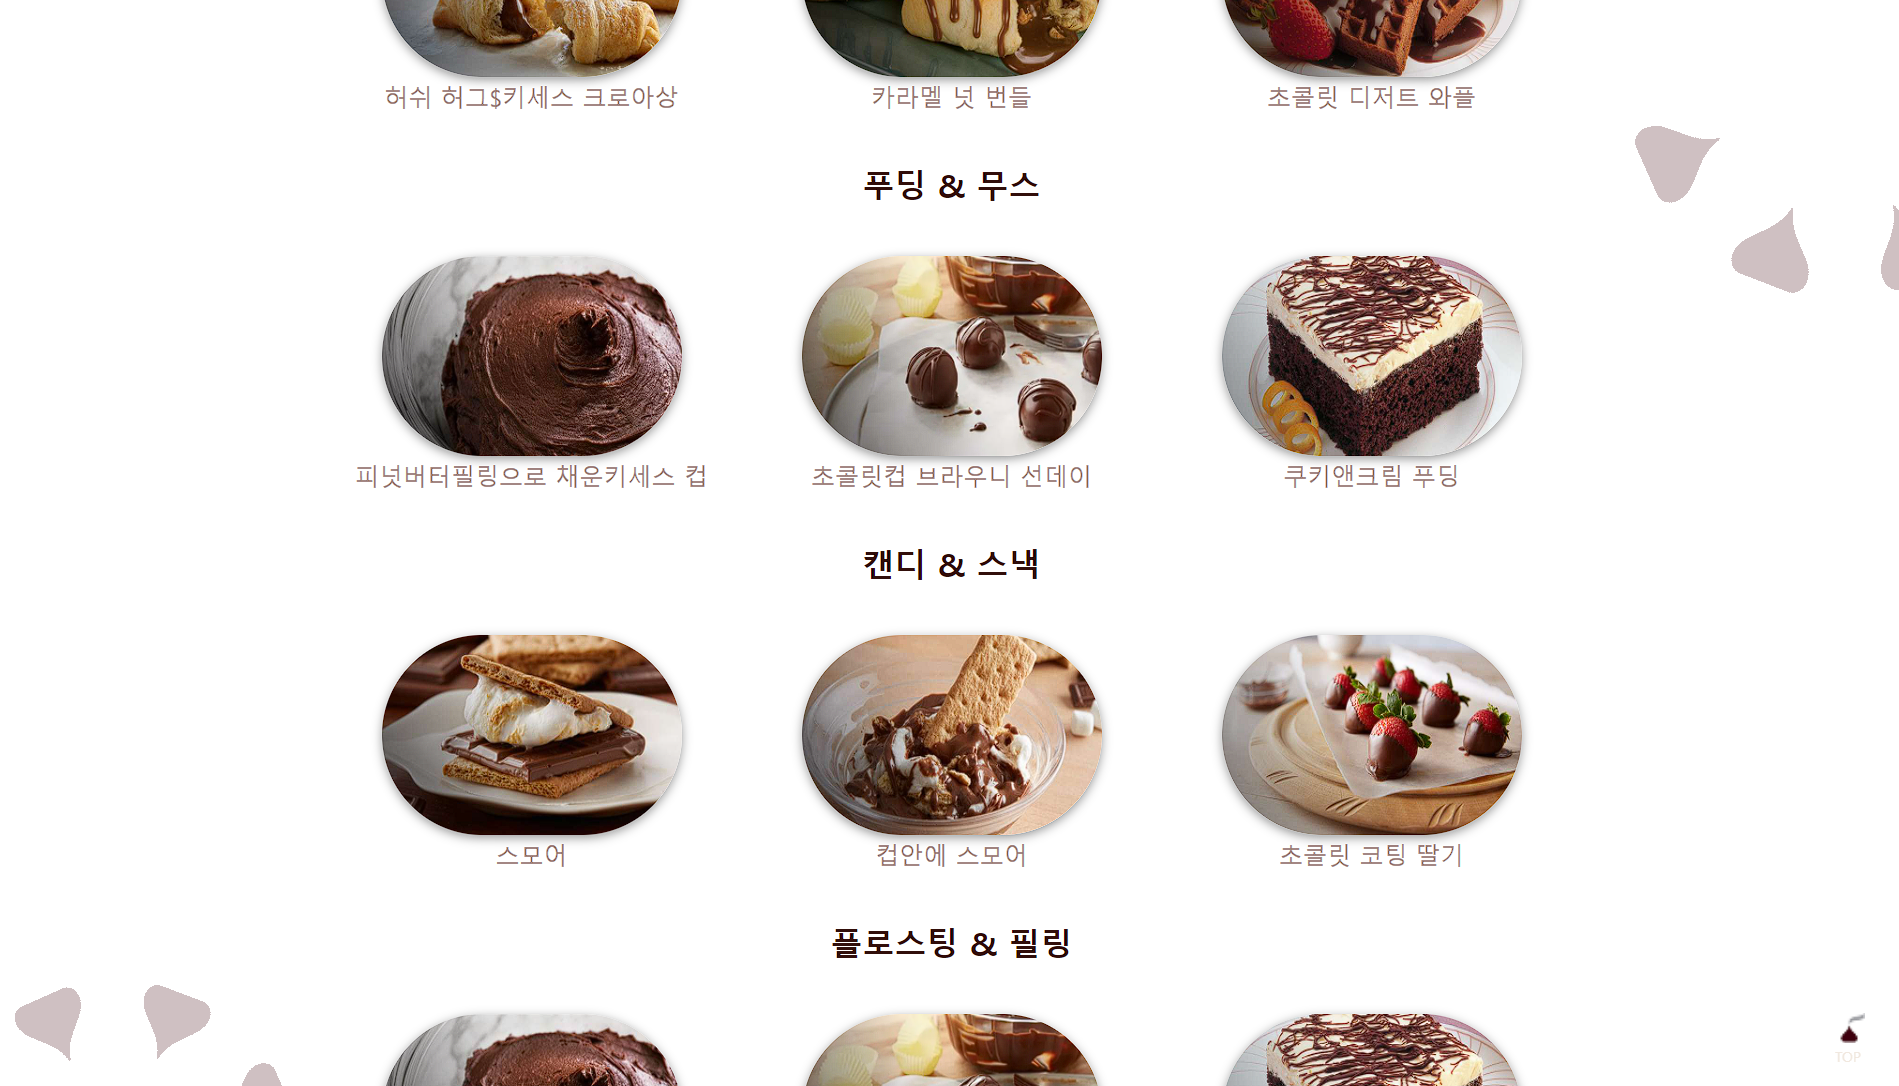 허쉬 허그$키세스 크로아상
카라멜 넛 번들
초콜릿 디저트 와플
푸딩 & 무스
피넛버터필링으로 채운키세스 컵
초콜릿컵 브라우니 선데이
쿠키앤크림 푸딩
캔디 & 스낵
스모어
컵안에 스모어
초콜릿 코팅 딸기
플로스팅 & 필링
TOP